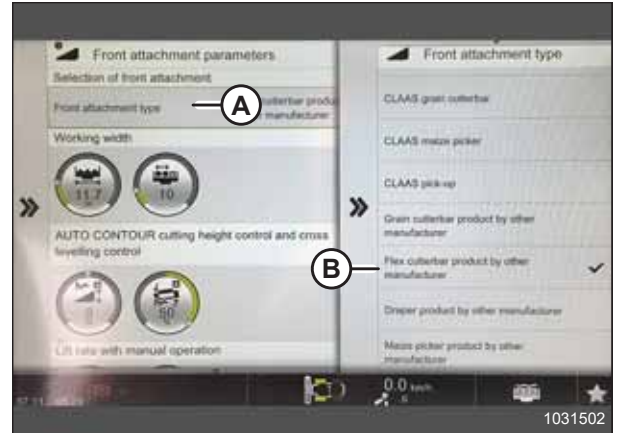 Front attachment parameters
Selection of front attachment
Front attachment type
cutterbar produ
manufacturer
A
Working width
11.7
10
AUTO CONTOUR cutting height control and cross
levelling control
50
Lift rate with manual operation
Front attachment type
CLAAS grain cutterbar
CLAAS maize picker
CLAAS pick-up
Grain cutterbar product by other
manufacturer
Flex cutterbar product by other
manufacturer
B
Draper product by other manufacturer
Maize picker product by other
manufacturer
0.0 km/h
1031502